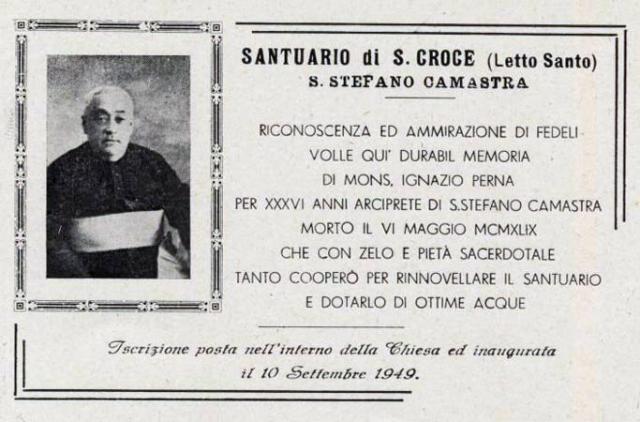 SANTUARIO di S. CROCE (Letto Santo)
S. STEFANO CAMASTRA
RICONOSCENZA ED AMMIRAZIONE DI FEDELI
VOLLE QUI' DURABIL MEMORIA
DI MONS, IGNAZIO PERNA
PER XXXVI ANNI ARCIPRETE DI S.STEFANO CAMASTRA
MORTO IL VI MAGGIO MCMXLIX
CHE CON ZELO E PIETÀ SACERDOTALE
TANTO COOPERÒ PER RINNOVELLARE IL SANTUARIO
E DOTARLO DI OTTIME ACQUE
Iscrizione posta nell'interno della Chiesa ed inaugurata
il 10 Settembre 1949.